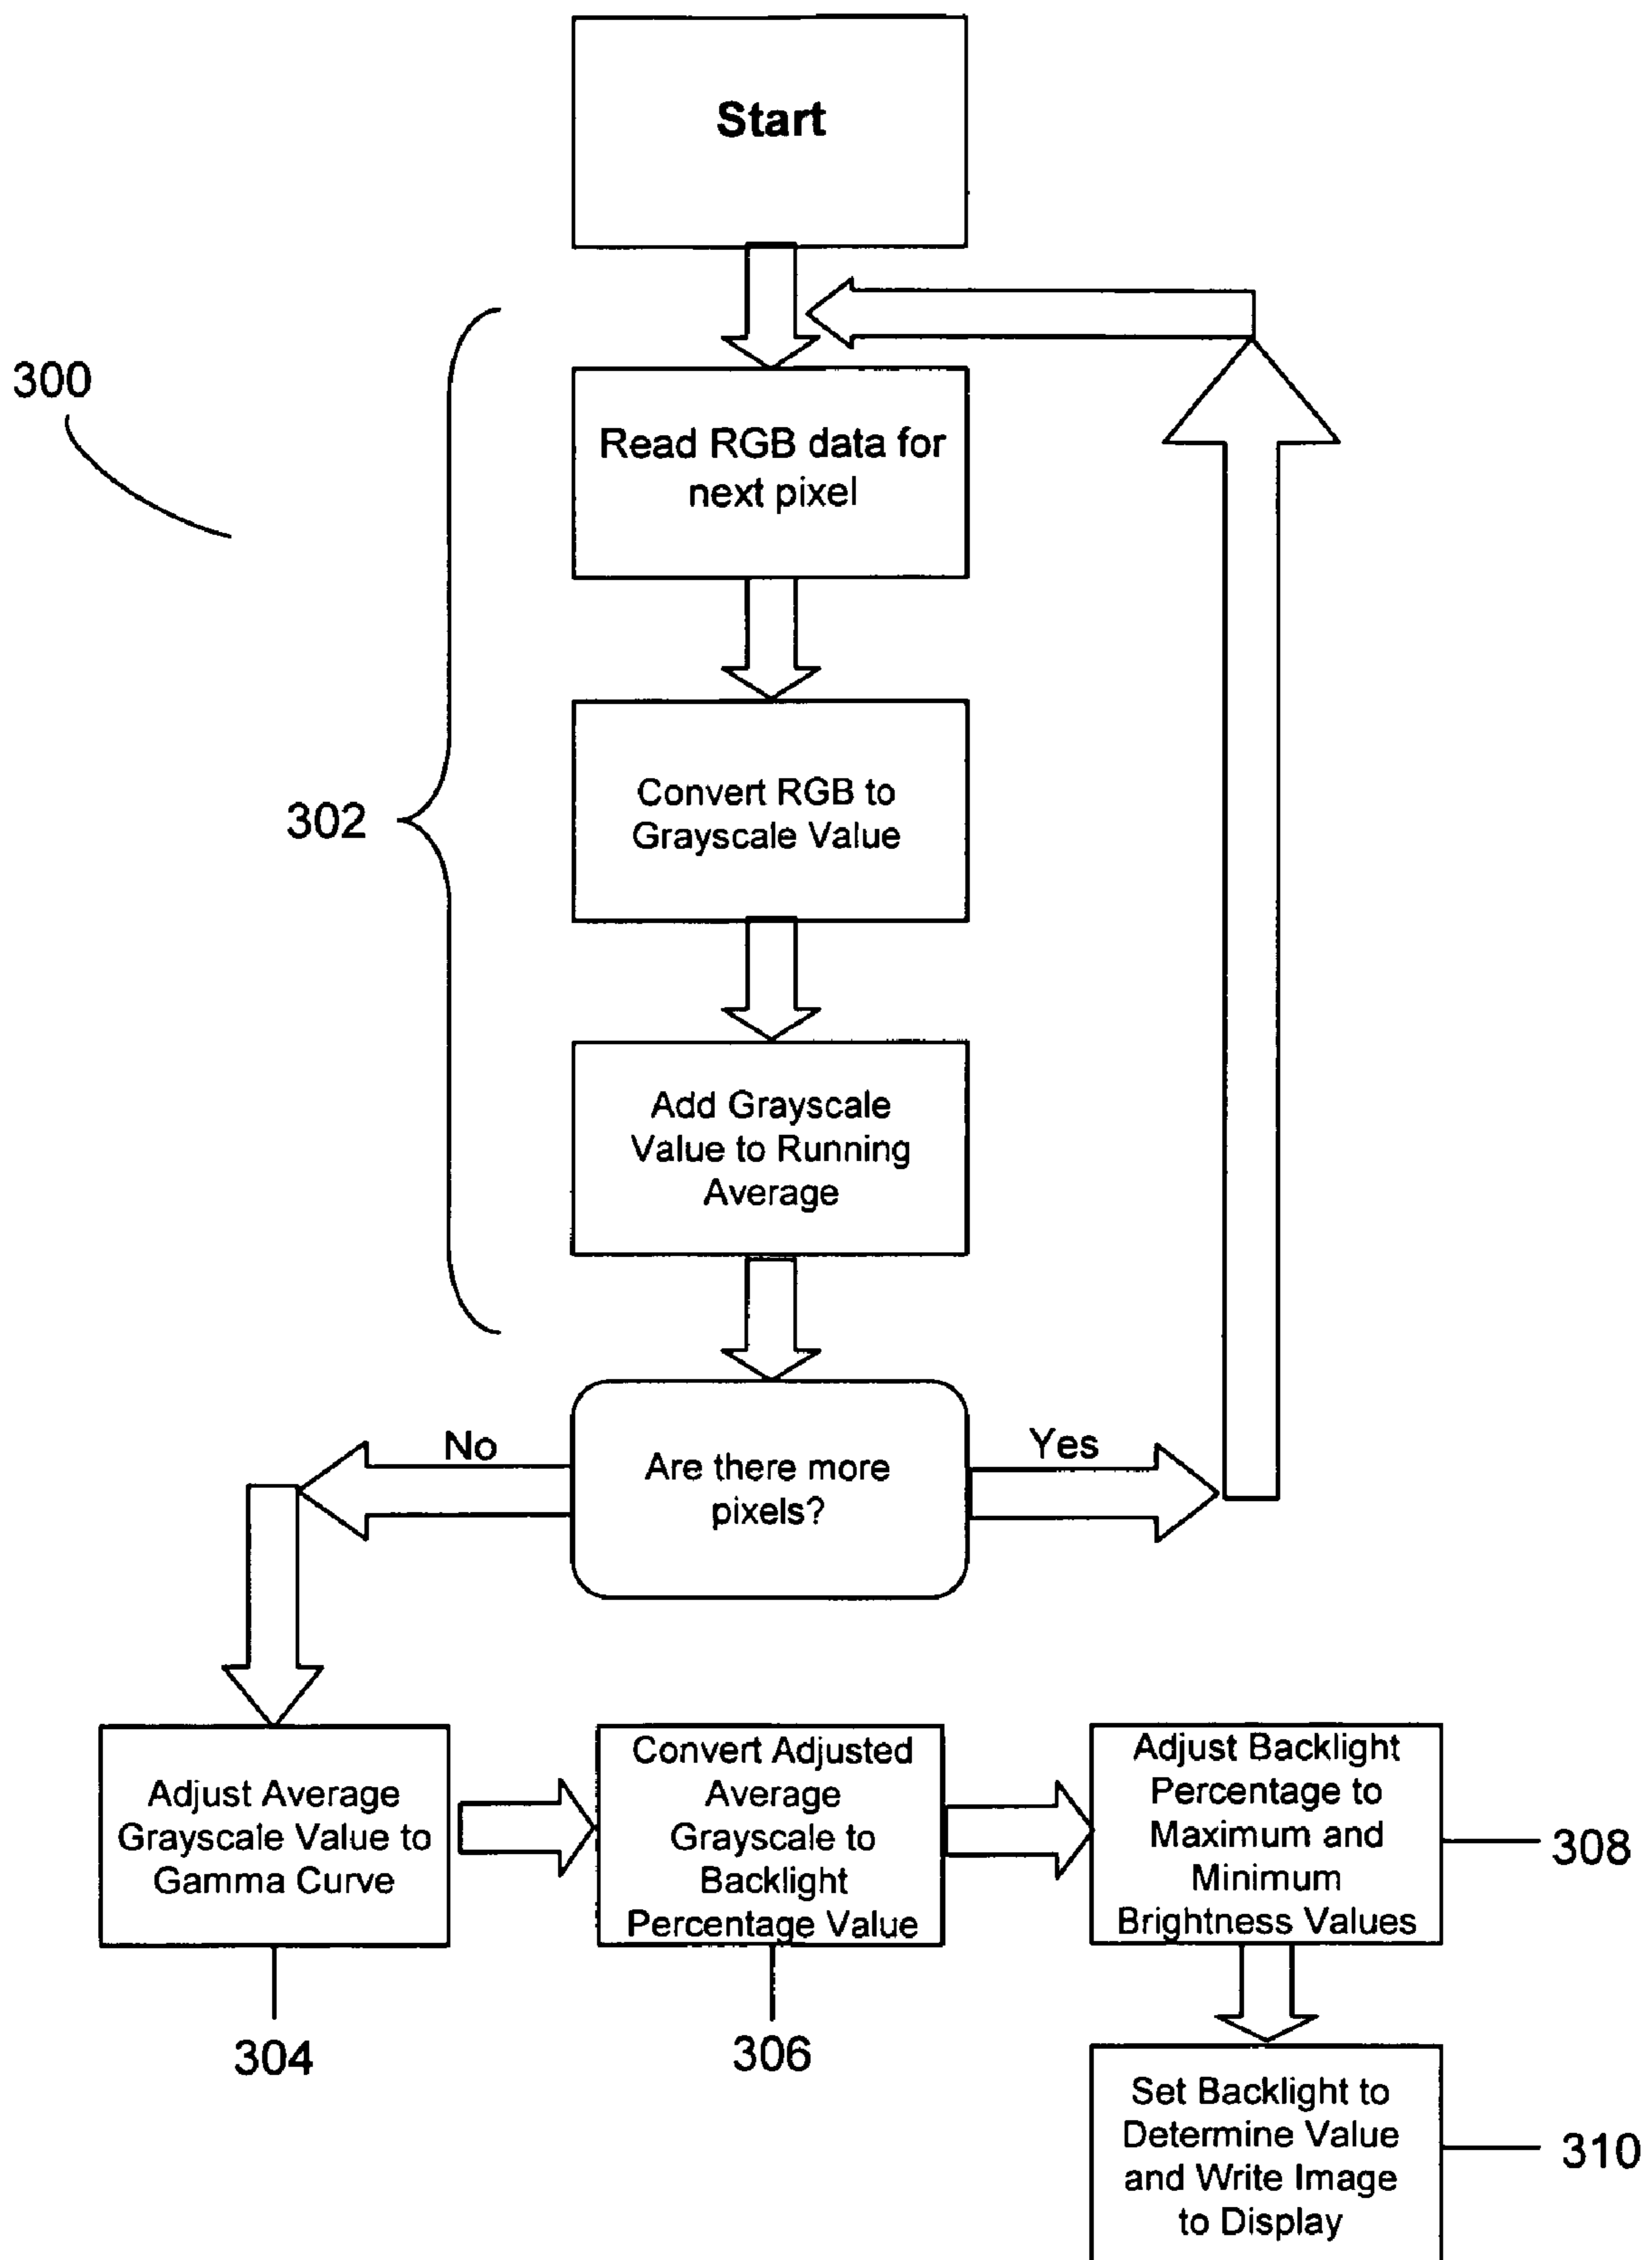 Start
300
Read RGB data for
next pixel
302
Convert RGB to
Grayscale Value
Add Grayscale
Value to Running
Average
No
Are there more
pixels?
Yes
Adjust Average
Grayscale Value to
Gamma Curve
Convert Adjusted
Average
Grayscale to
Backlight
Percentage Value
Adjust Backlight
Percentage to
Maximum and
Minimum
Brightness Values
308
304
306
Set Backlight to
Determine Value
and Write Image
to Display
310